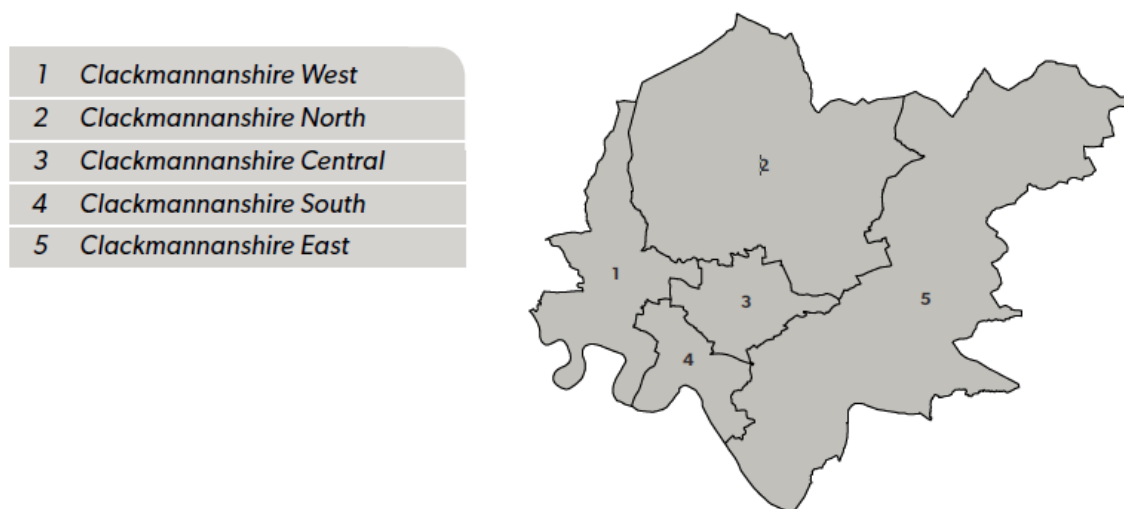 1 Clackmannanshire West
2 Clackmannanshire North
3 Clackmannanshire Central
4 Clackmannanshire South
5 Clackmannanshire East
2
1
3
5
4